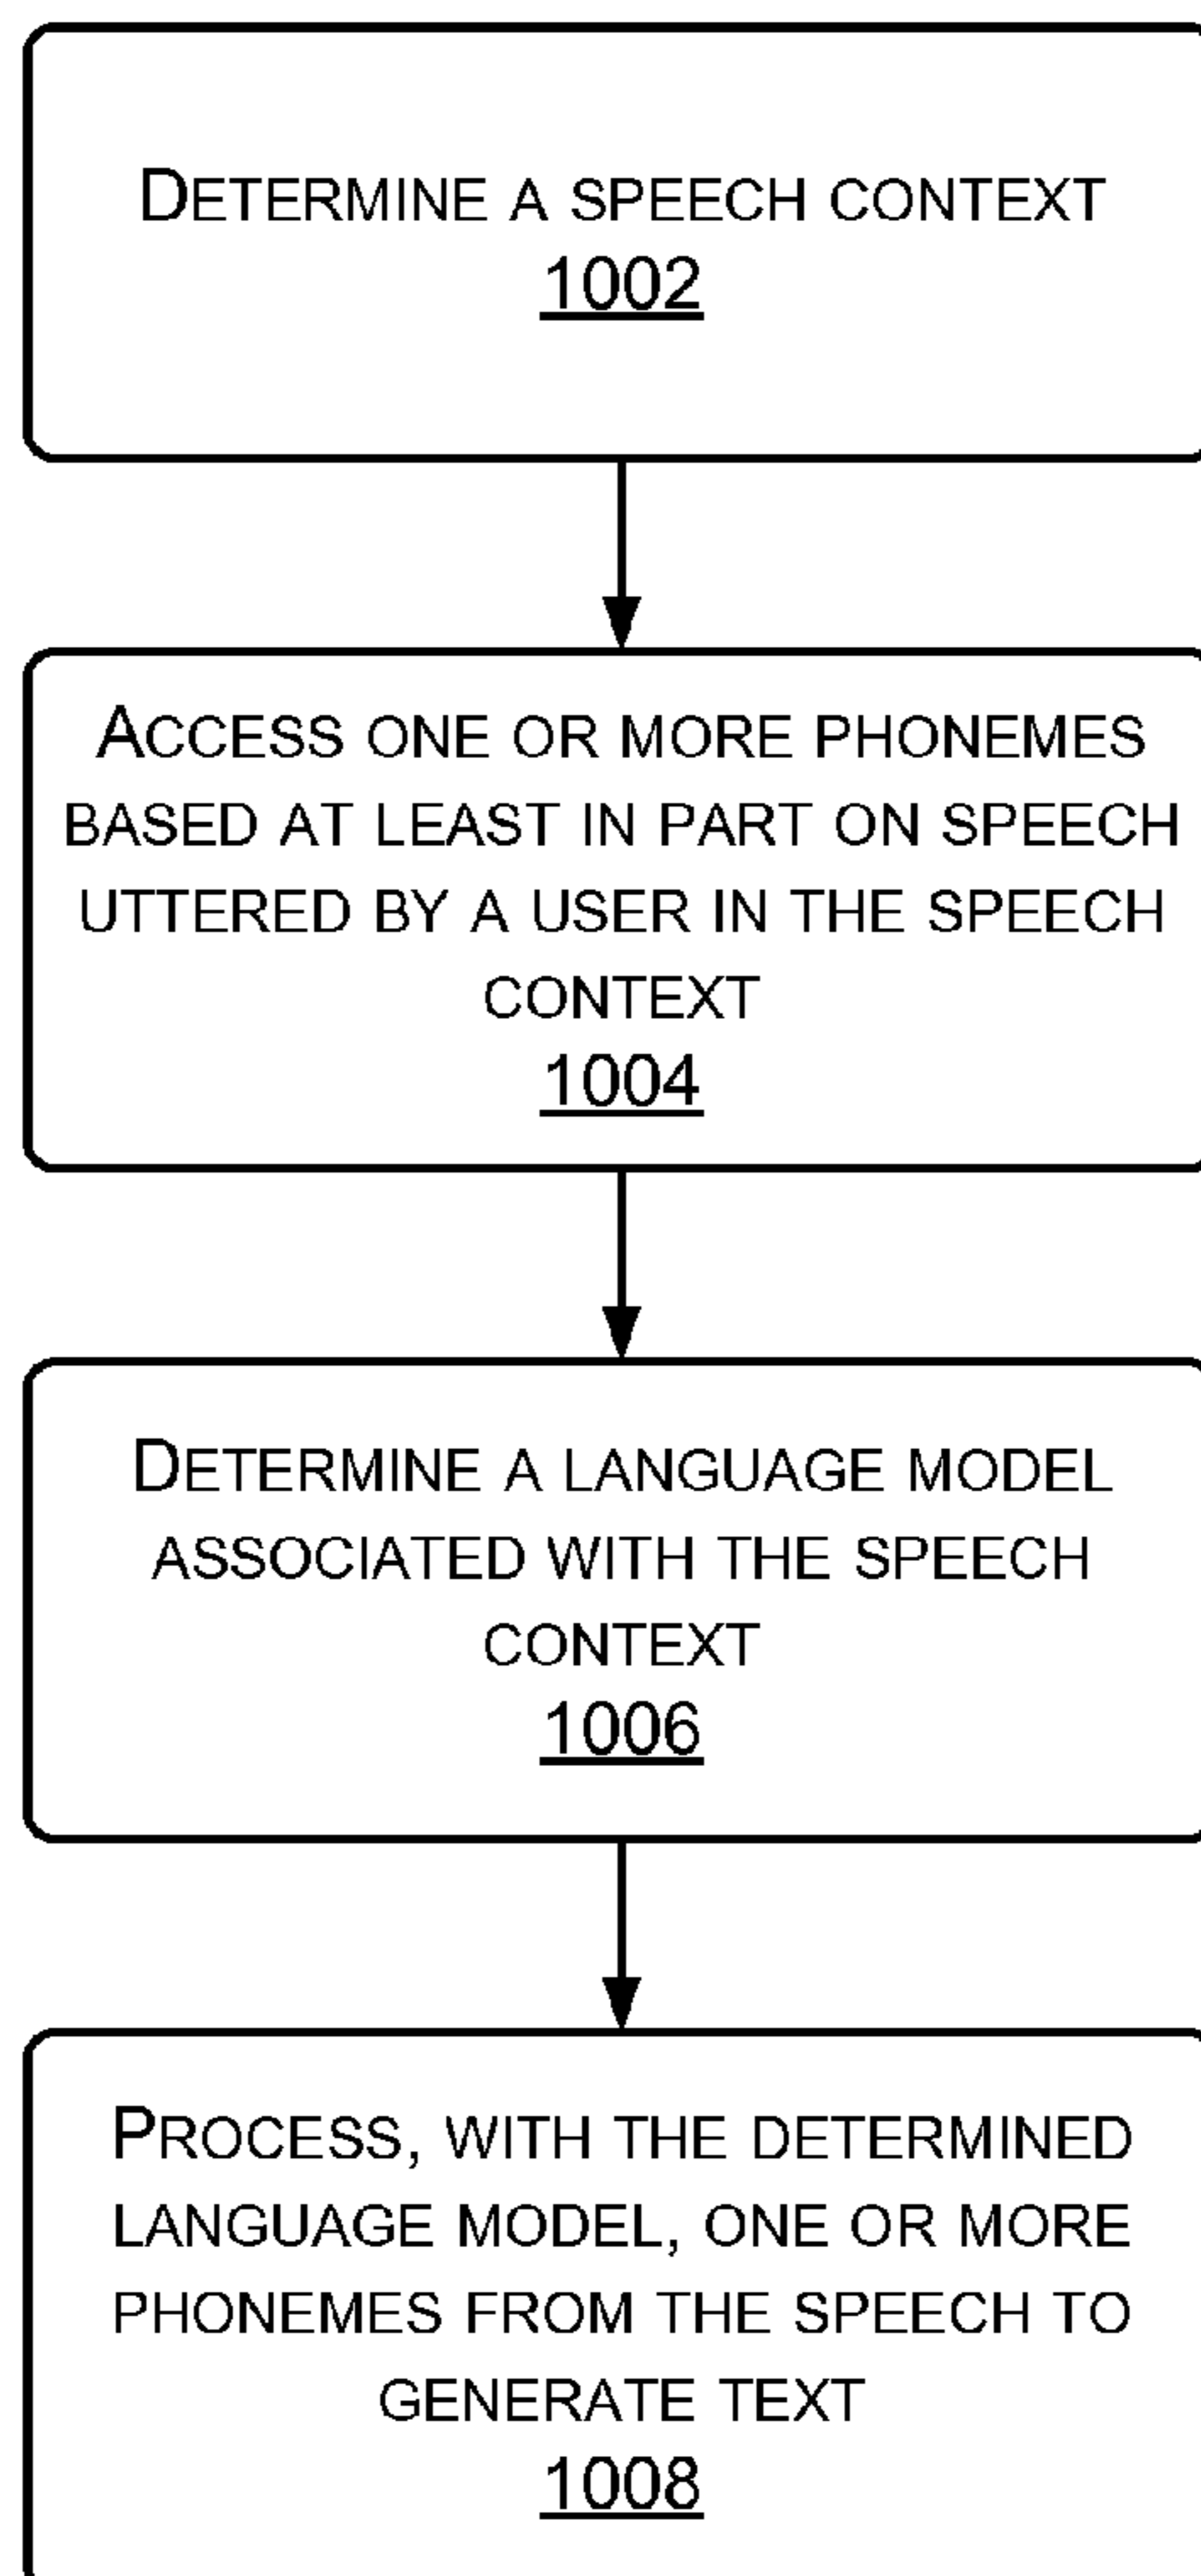 DETERMINE A SPEECH CONTEXT
1002
ACCESS ONE OR MORE PHONEMES
BASED AT LEAST IN PART ON SPEECH
UTTERED BY A USER IN THE SPEECH
CONTEXT
1004
DETERMINE A LANGUAGE MODEL
ASSOCIATED WITH THE SPEECH
CONTEXT
1006
PROCESS, WITH THE DETERMINED
LANGUAGE MODEL, ONE OR MORE
PHONEMES FROM THE SPEECH TO
GENERATE TEXT
1008